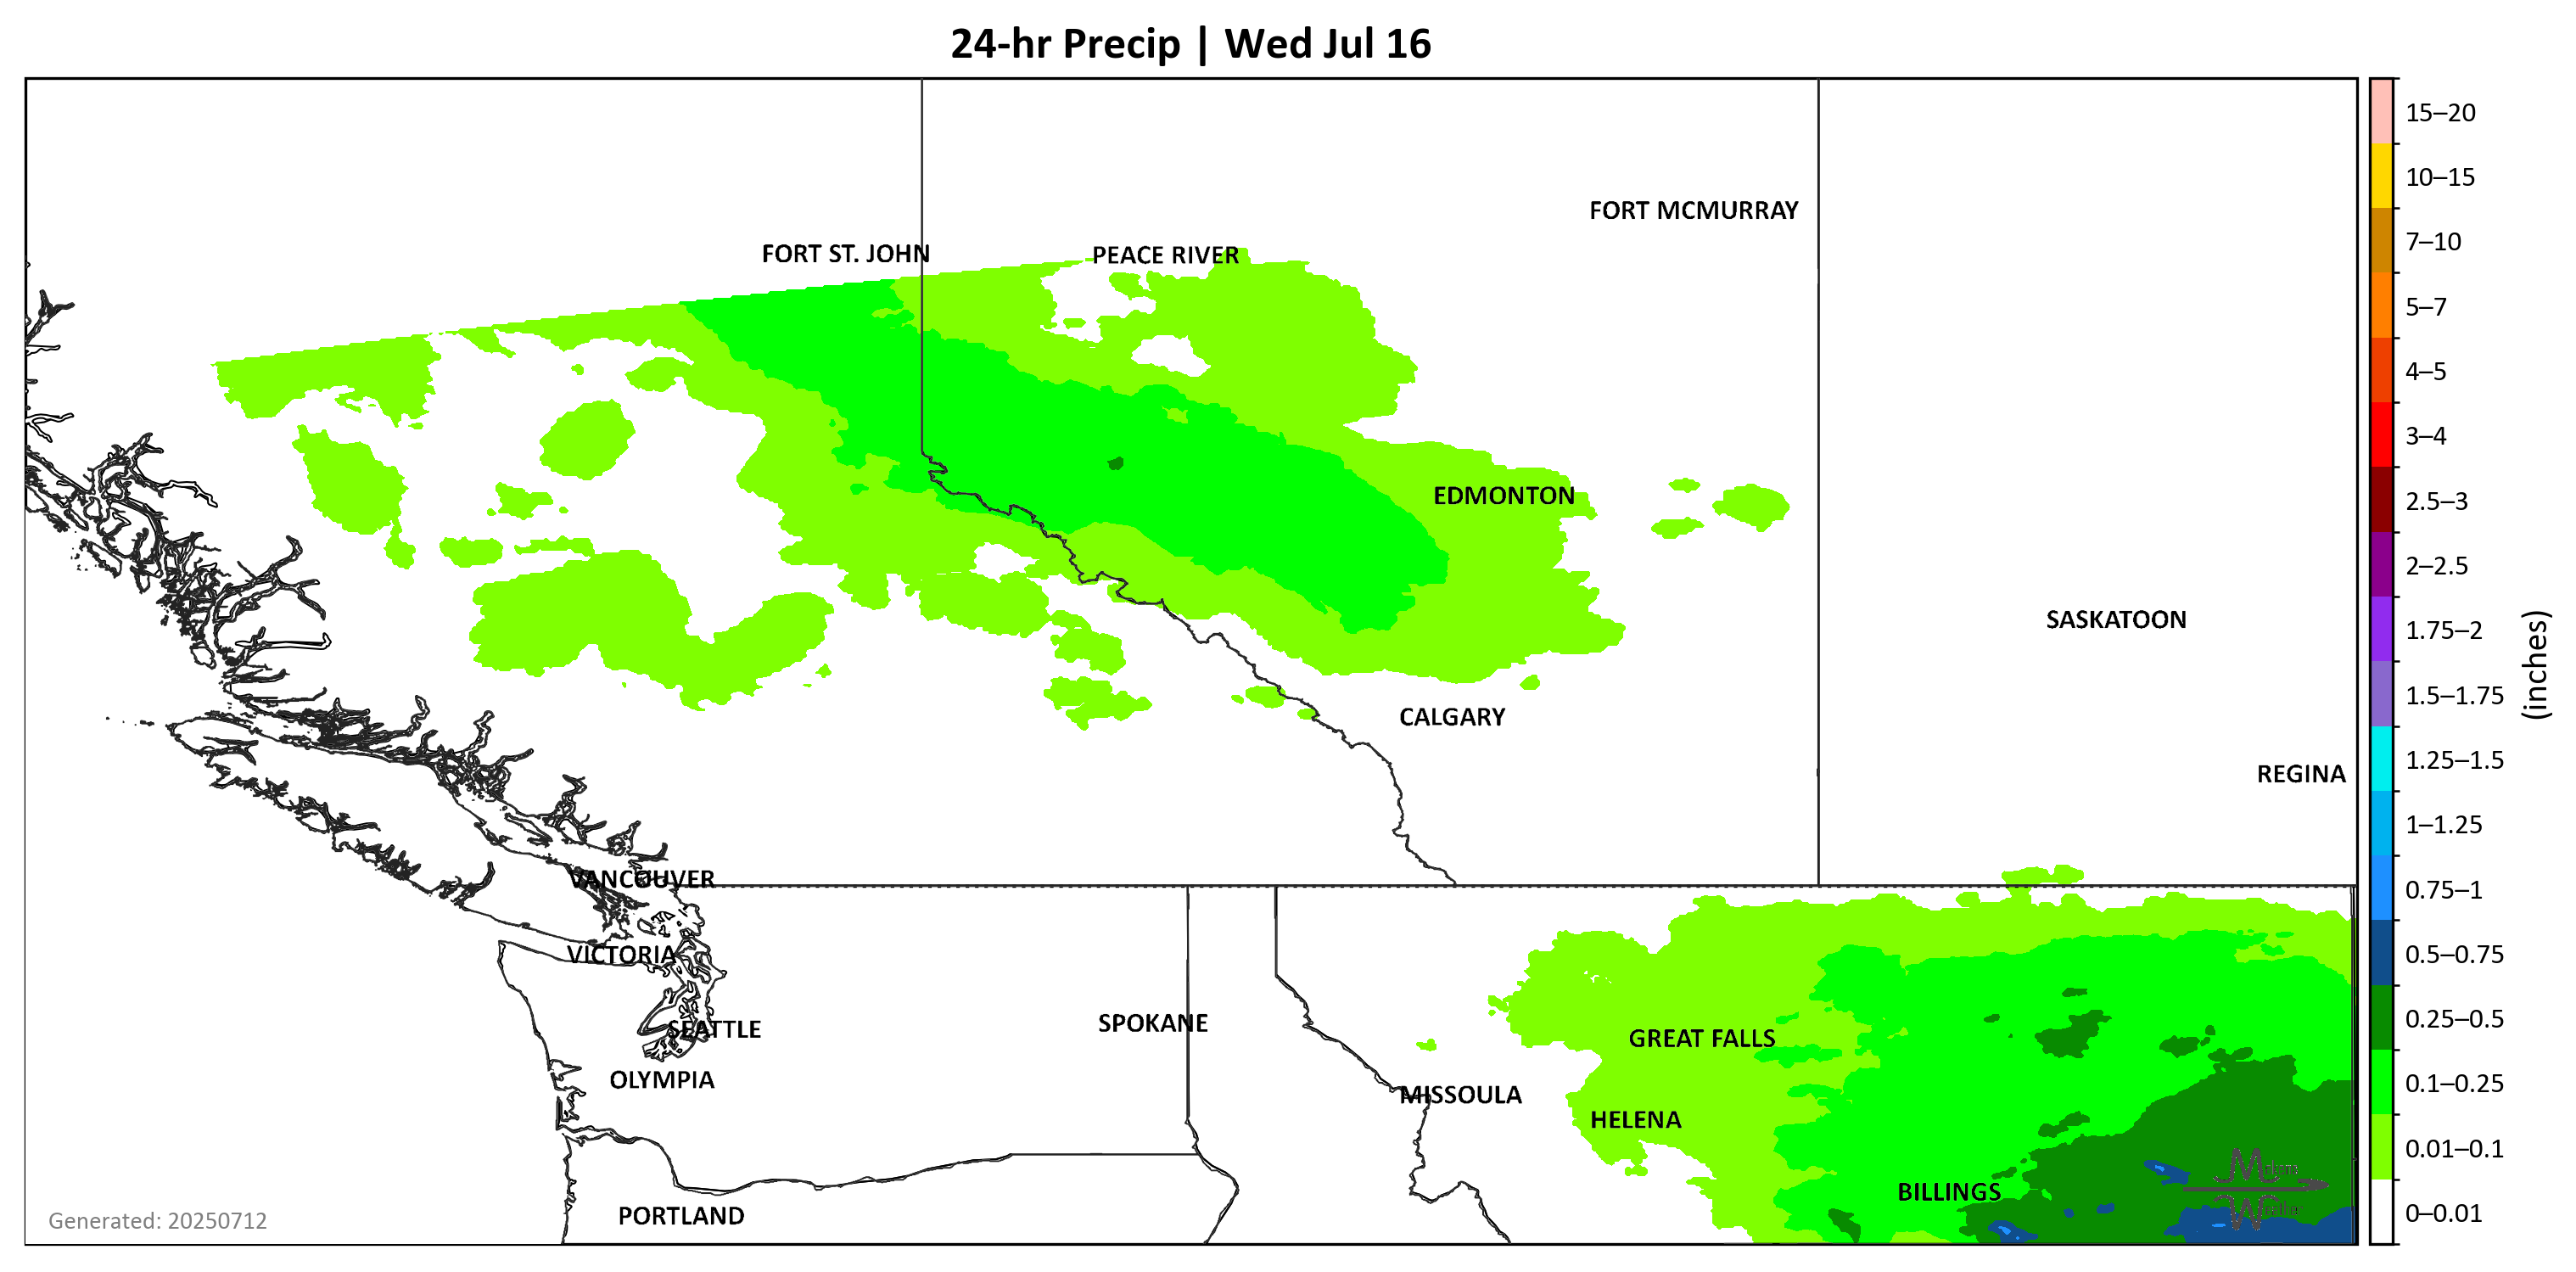 24-hr Precip | Wed Jul 16
15–20
10–15
FORT MCMURRAY
7–10
FORT ST. JOHN
PEACE RIVER
5–7
4–5
3–4
EDMONTON
2.5–3
2–2.5
SASKATOON
1.75–2
(inches)
1.5–1.75
CALGARY
1.25–1.5
REGINA
1–1.25
VANCOUVER
0.75–1
VICTORIA
0.5–0.75
SPOKANE
0.25–0.5
SEATTLE
GREAT FALLS
OLYMPIA
0.1–0.25
MISSOULA
HELENA
0.01–0.1
BILLINGS
Weather
PORTLAND
0–0.01
Generated: 20250712